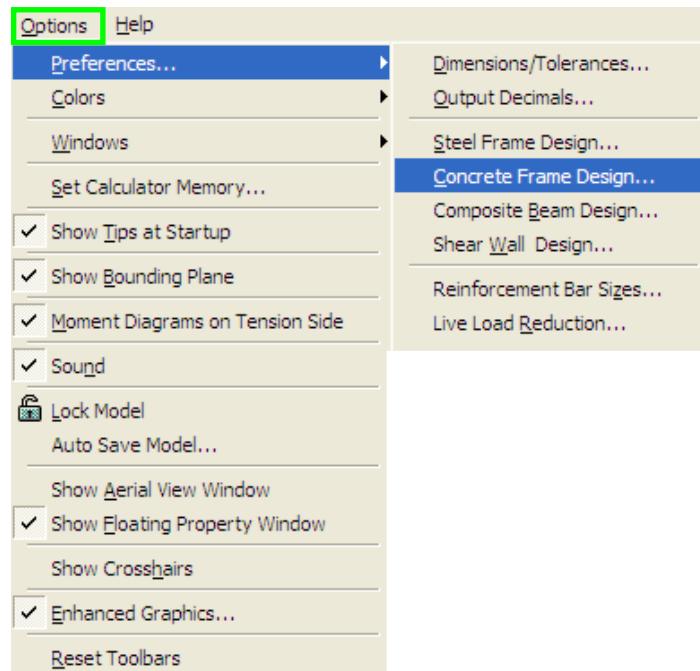 Options Help
Preferences...
Colors
Windows
Set Calculator Memory...
Show Tips at Startup
Show Bounding Plane
Moment Diagrams on Tension Side
Sound
Lock Model
Auto Save Model...
Show Aerial View Window
Show Floating Property Window
Show Crosshairs
Enhanced Graphics...
Reset Toolbars
Dimensions/Tolerances...
Output Decimals...
Steel Frame Design...
Concrete Frame Design...
Composite Beam Design...
Shear Wall Design...
Reinforcement Bar Sizes...
Live Load Reduction...